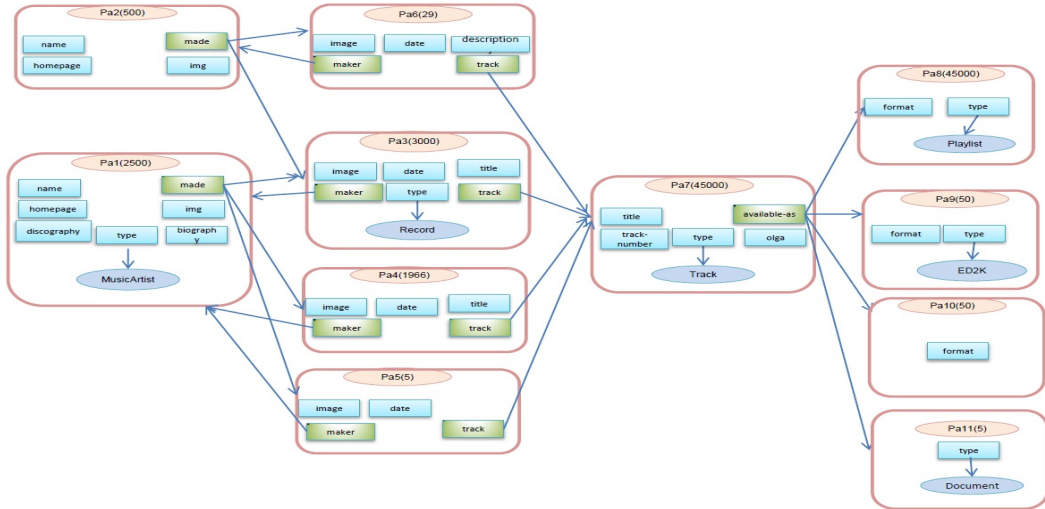 Pa2(500)
name
made
homepage
img
Pa6(29)
image
date
description
maker
track
Pa1(2500)
name
made
homepage
img
discography
type
biograph
y
MusicArtist
Pa3(3000)
image
date
title
maker
type
track
Record
Pa4(1966)
image
date
title
maker
track
Pa5(5)
image
date
maker
track
Pa7(45000)
title
available-as
track-
number
type
olga
Track
Pa8(45000)
format
type
Playlist
Pa9(50)
format
type
ED2K
Pa10(50)
format
Pa11(5)
type
Document